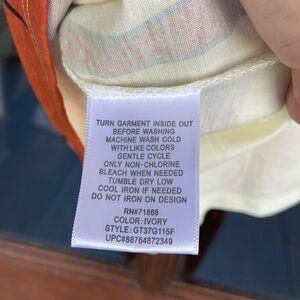 TURN GARMENT INSIDE OUT
BEFORE WASHING
MACHINE WASH COLD
WITH LIKE COLORS
GENTLE CYCLE
ONLY NON-CHLORINE
BLEACH WHEN NEEDED
TUMBLE DRY LOW
COOL IRON IF NEEDED
DO NOT IRON ON DESIGN
RN#71868
COLOR: IVORY
STYLE: GT37G115F
UPC#88764872349